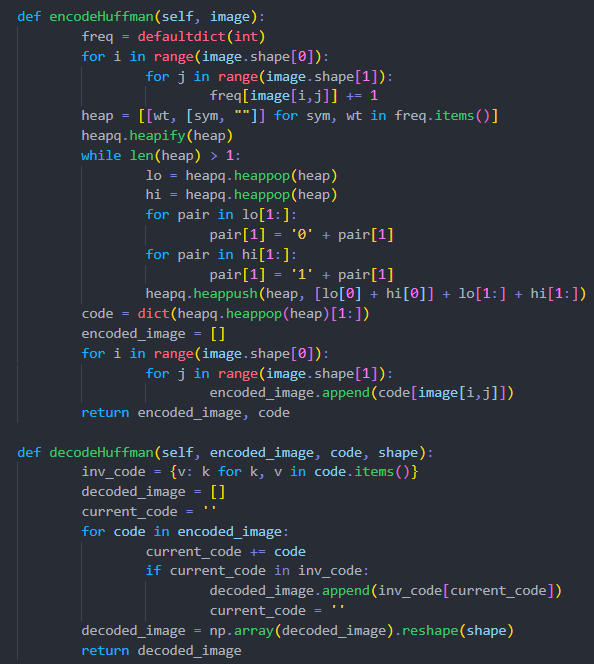 def encodeHuffman(self, image):
        freq = defaultdict(int)
        for i in range(image.shape[0]):
                for j in range(image.shape[1]):
                        freq[image[i,j]] += 1
        heap = [[wt, [sym, ""]] for sym, wt in freq.items()]
        heapq.heapify(heap)
        while len(heap) > 1:
                lo = heapq.heappop(heap)
                hi = heapq.heappop(heap)
                for pair in lo[1:]:
                        pair[1] = '0' + pair[1]
                for pair in hi[1:]:
                        pair[1] = '1' + pair[1]
                heapq.heappush(heap, [lo[0] + hi[0]] + lo[1:] + hi[1:])
        code = dict(heapq.heappop(heap)[1:])
        encoded_image = []
        for i in range(image.shape[0]):
                for j in range(image.shape[1]):
                        encoded_image.append(code[image[i,j]])
        return encoded_image, code

def decodeHuffman(self, encoded_image, code, shape):
        inv_code = {v: k for k, v in code.items()}
        decoded_image = []
        current_code = ''
        for code in encoded_image:
                current_code += code
                if current_code in inv_code:
                        decoded_image.append(inv_code[current_code])
                        current_code = ''
        decoded_image = np.array(decoded_image).reshape(shape)
        return decoded_image